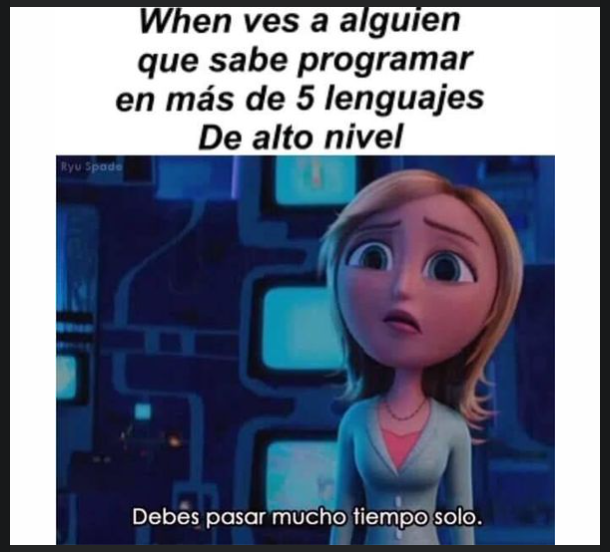 When ves a alguien
que sabe programar
en más de 5 lenguajes
De alto nivel
Ryu Spade
Debes pasar mucho tiempo solo.